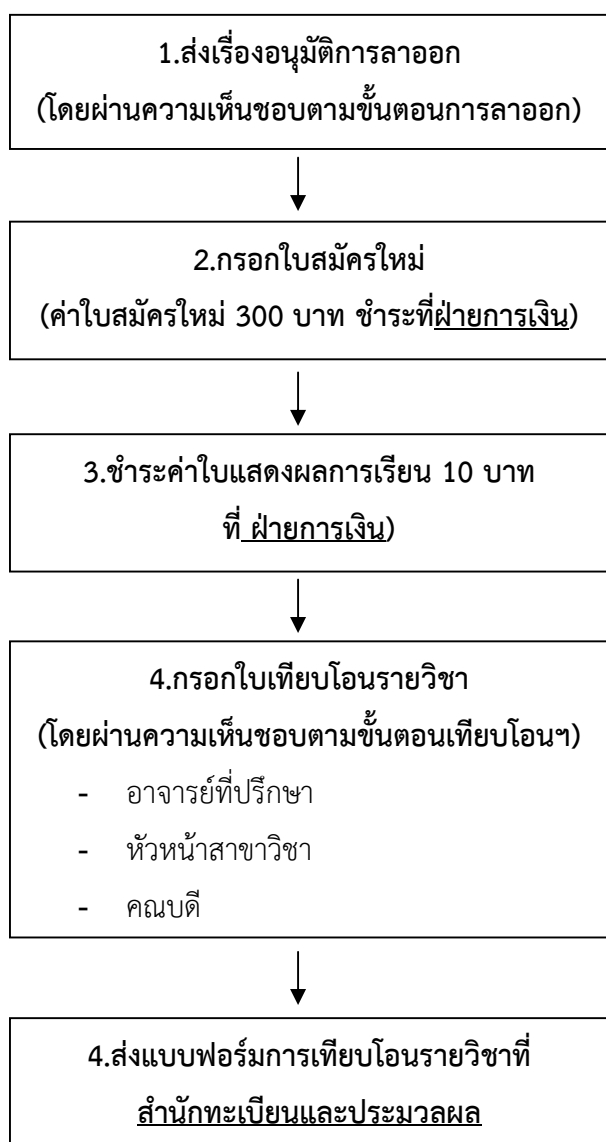 1.ส่งเรื่องอนุมัติการลาออก
(โดยผ่านความเห็นชอบตามขั้นตอนการลาออก)
2.กรอกใบสมัครใหม่
(ค่าใบสมัครใหม่ 300 บาท ชำระที่ฝ่ายการเงิน)
3.ชำระค่าใบแสดงผลการเรียน 10 บาท
ที่ ฝ่ายการเงิน)
4.กรอกใบเทียบโอนรายวิชา
(โดยผ่านความเห็นชอบตามขั้นตอนเทียบโอนฯ)
- อาจารย์ที่ปรึกษา
- หัวหน้าสาขาวิชา
- คณบดี
4.ส่งแบบฟอร์มการเทียบโอนรายวิชาที่
สำนักทะเบียนและประมวลผล